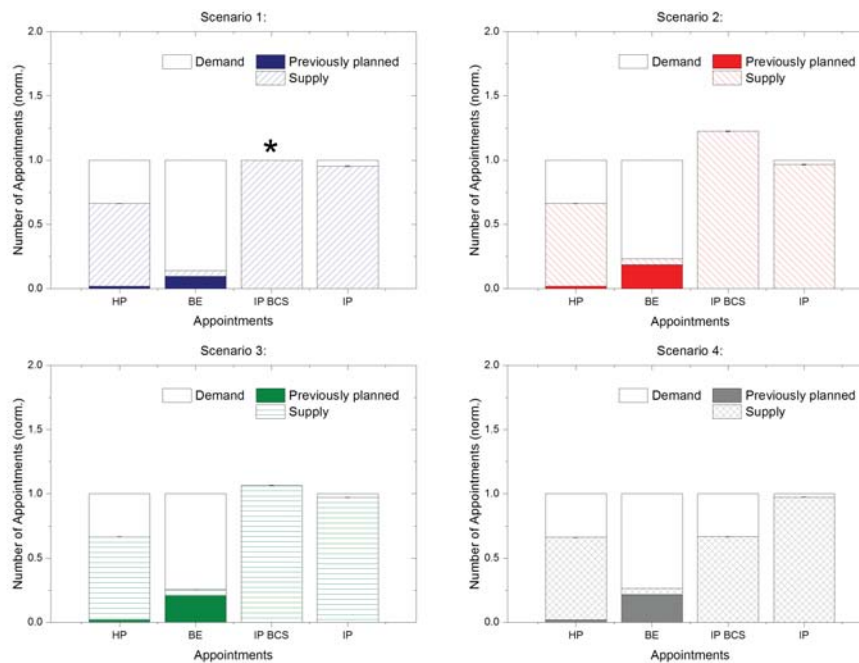 Scenario 1:
2.0
Demand
Previously planned
Supply
1.5
*
1.0
0.5
0.0
Number of Appointments (norm.)
HP
BE
IP BCS
IP
Appointments
Scenario 2:
2.0
Demand
Previously planned
Supply
1.5
1.0
0.5
0.0
Number of Appointments (norm.)
HP
BE
IP BCS
IP
Appointments
Scenario 3:
2.0
Demand
Previously planned
Supply
1.5
1.0
0.5
0.0
Number of Appointments (norm.)
HP
BE
IP BCS
IP
Appointments
Scenario 4:
2.0
Demand
Previously planned
Supply
1.5
1.0
0.5
0.0
Number of Appointments (norm.)
HP
BE
IP BCS
IP
Appointments